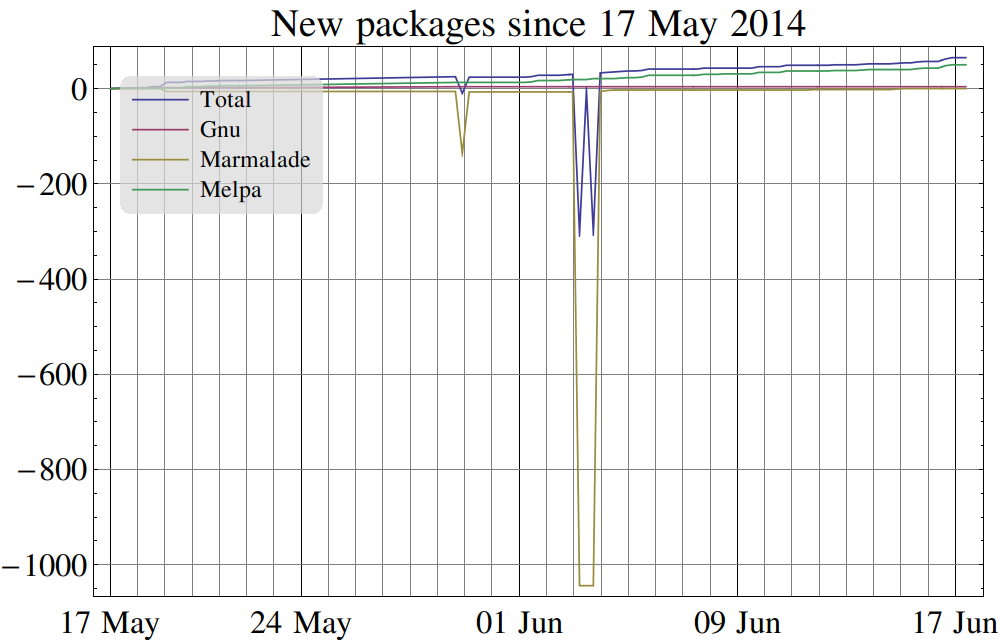 New packages since 17 May 2014
0
−200
−400
−600
−800
−1000
Total
Gnu
Marmalade
Melpa
17 May 24 May 01 Jun 09 Jun 17 Jun